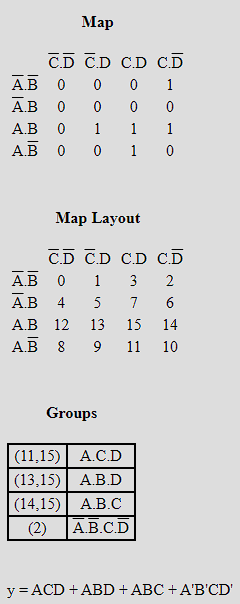 Map
C̅.D̅ C̅.D C.D C.D̅
A̅.B̅ 0 0 0 1
A̅.B 0 0 0 0
A.B 0 1 1 1
A.B̅ 0 0 1 0
Map Layout
C̅.D̅ C̅.D C.D C.D̅
A̅.B̅ 0 1 3 2
A̅.B 4 5 7 6
A.B 12 13 15 14
A.B̅ 8 9 11 10
Groups
(11,15) A.C.D
(13,15) A.B.D
(14,15) A.B.C
(2) A̅.B̅.C.D̅
y = ACD + ABD + ABC + A'B'CD'